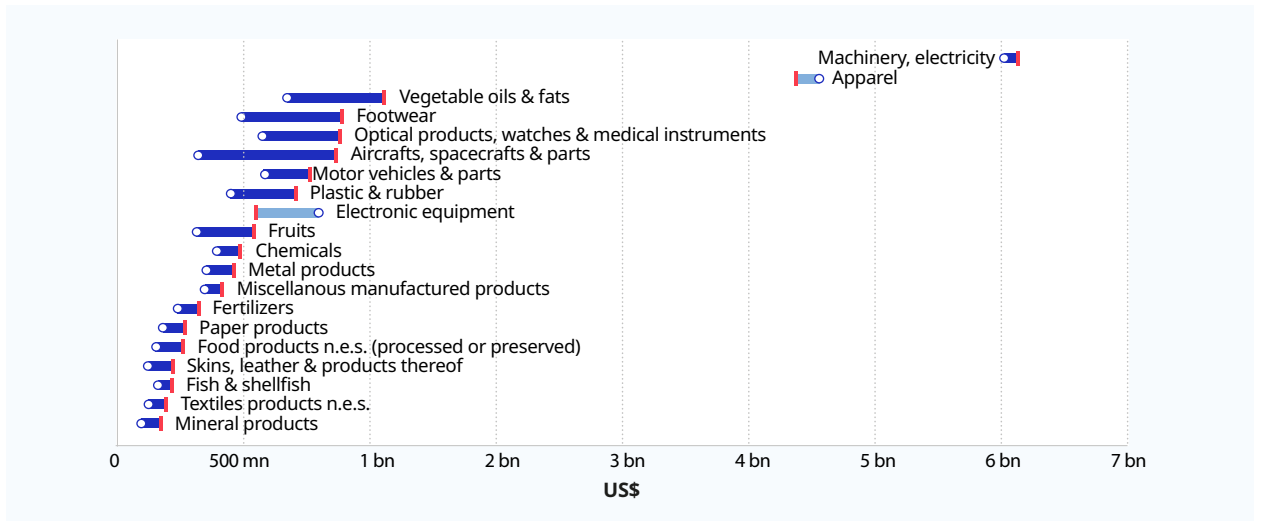 Machinery, electricity
Apparel
Vegetable oils & fats
Footwear
Optical products, watches & medical instruments
Aircrafts, spacecrafts & parts
Motor vehicles & parts
Plastic & rubber
Electronic equipment
Fruits
Chemicals
Metal products
Miscellanous manufactured products
Fertilizers
Paper products
Food products n.e.s. (processed or preserved)
Skins, leather & products thereof
Fish & shellfish
Textiles products n.e.s.
Mineral products
0 500 mn 1 bn 2 bn 3 bn 4 bn 5 bn 6 bn 7 bn
US$